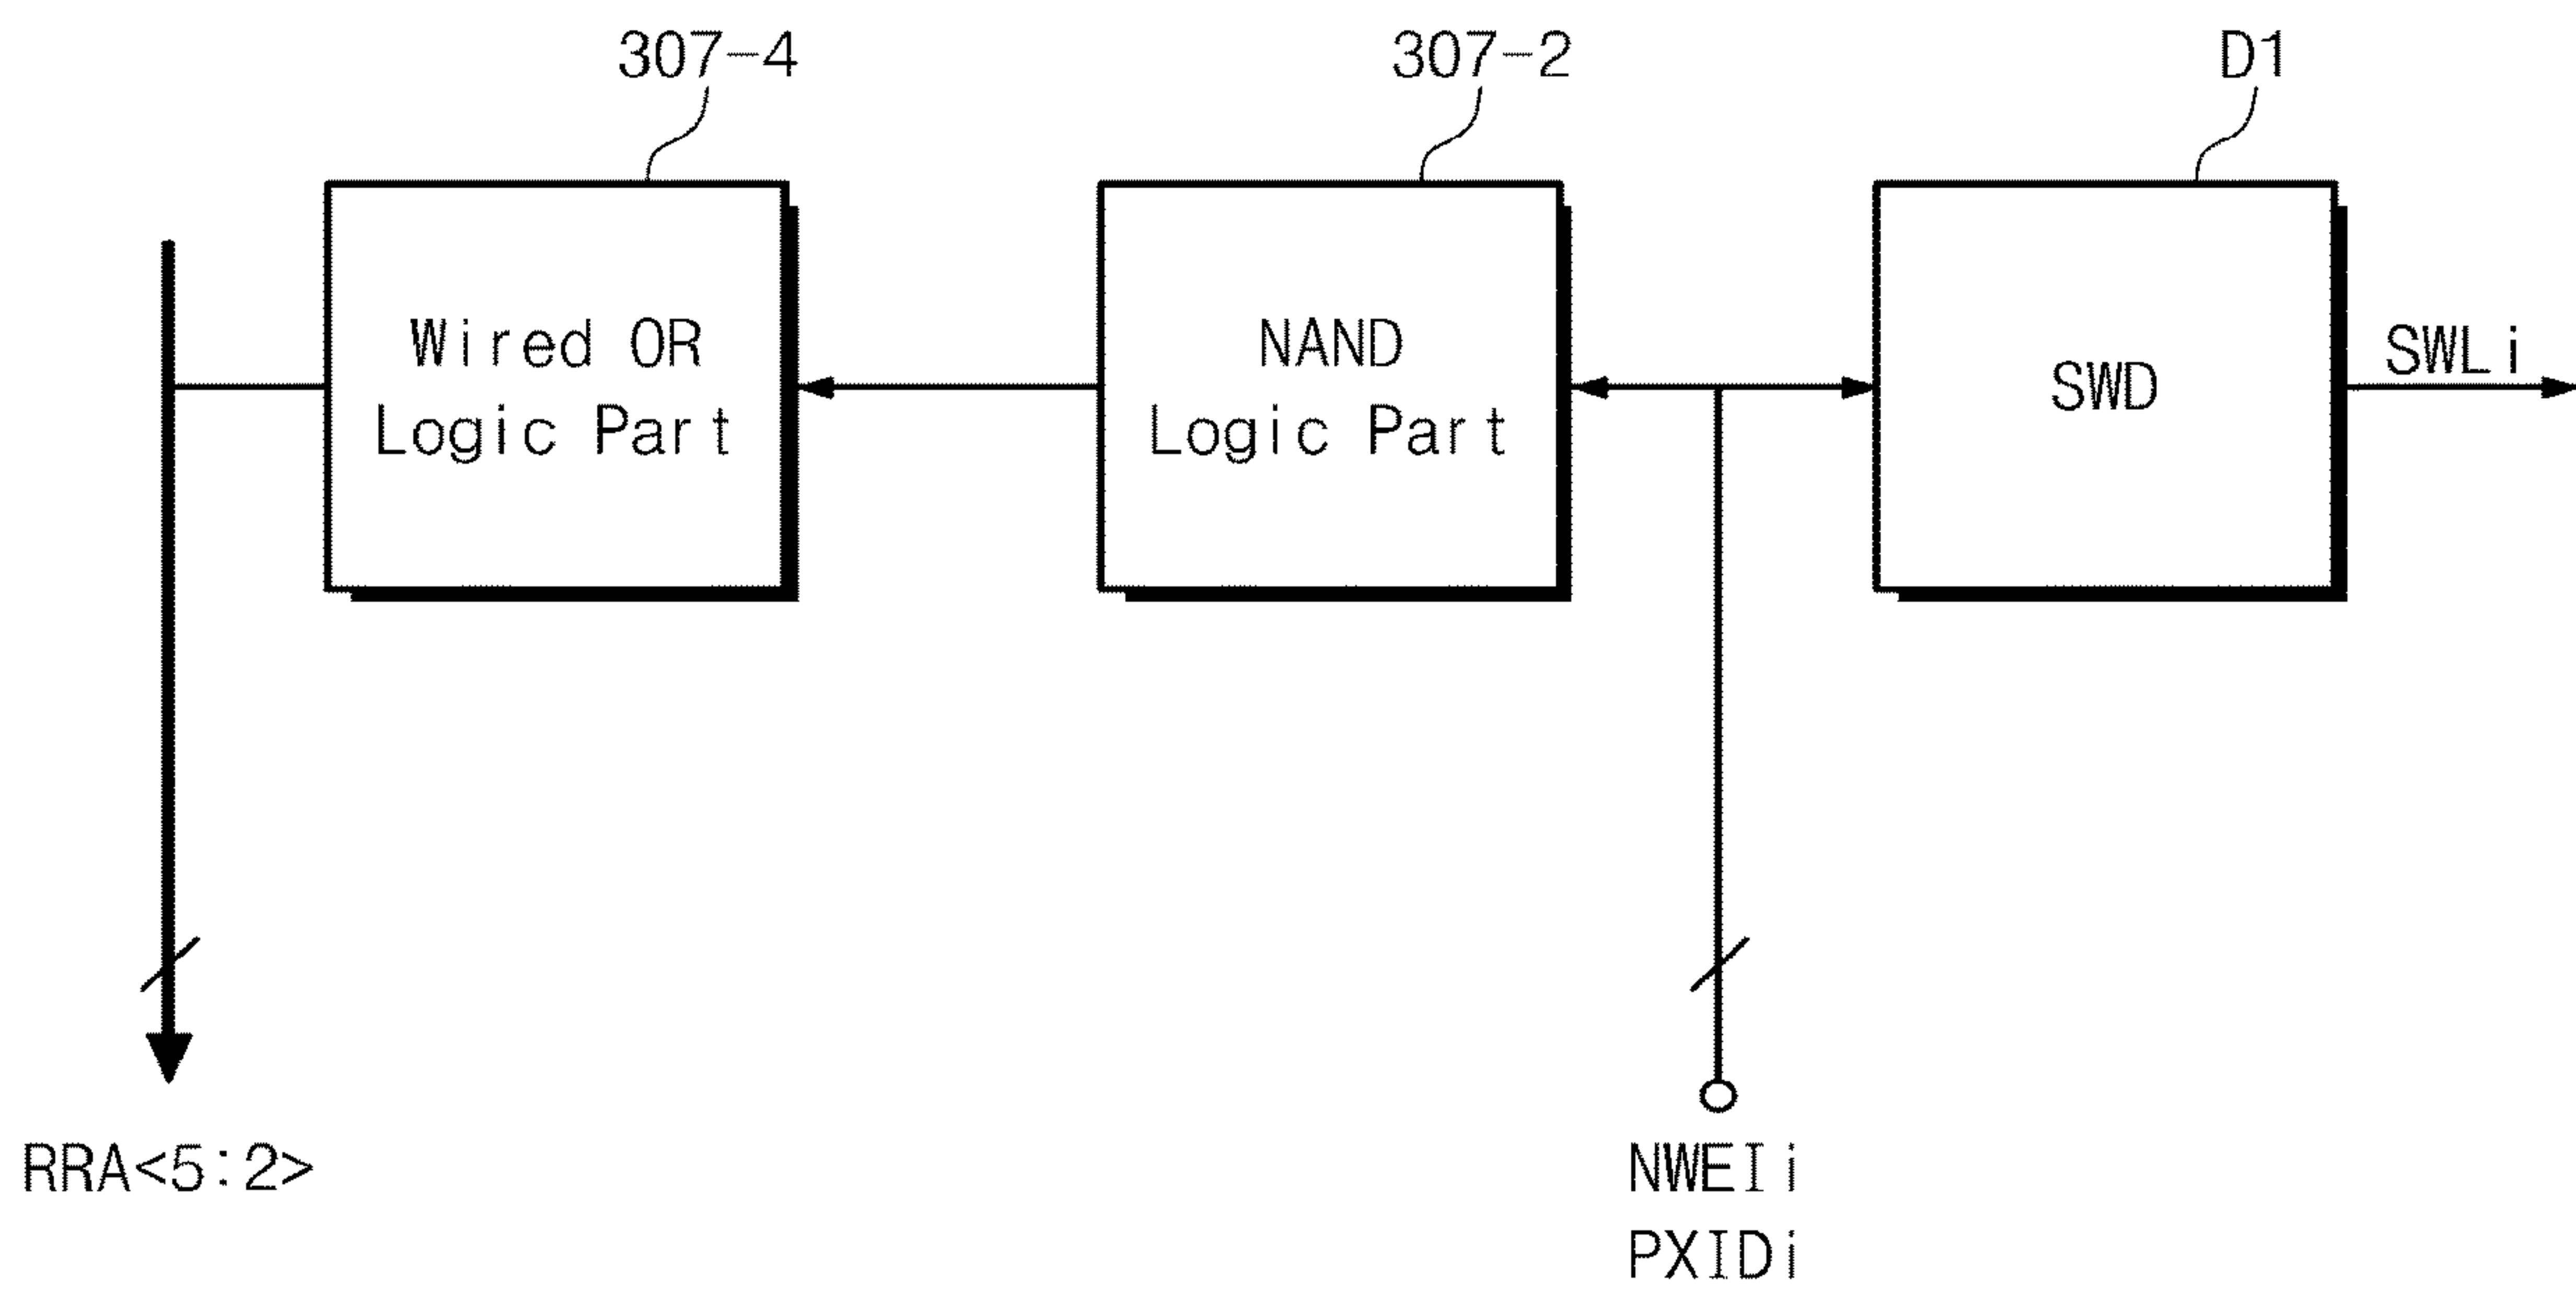 307-4
307-2
D1
Wired OR
Logic Part
NAND
Logic Part
SWD
SWLi
RRA<5:2>
NWEIi
PXIDi